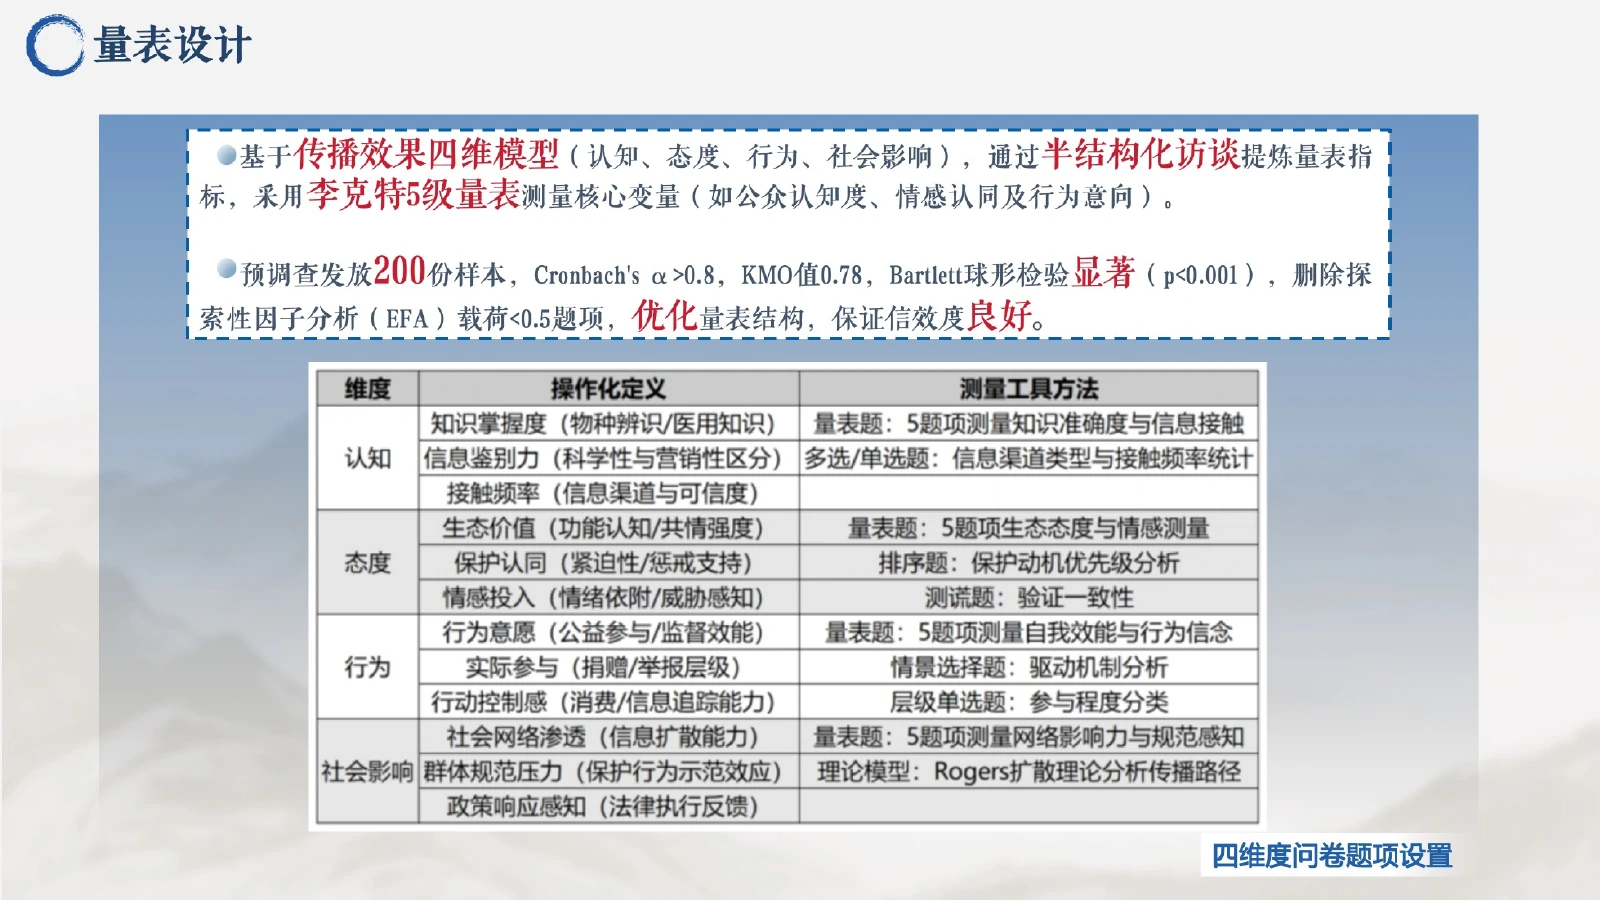 量表设计
基于传播效果四维模型（认知、态度、行为、社会影响），通过半结构化访谈提炼量表指
标，采用李克特5级量表测量核心变量（如公众认知度、情感认同及行为意向）。
预调查发放200份样本，Cronbach's α>0.8，KMO值0.78，Bartlett球形检验显著（p<0.001），删除探
索性因子分析（EFA）载荷<0.5题项，优化量表结构，保证信效度良好。
维度 操作化定义 测量工具方法
认知 知识掌握度（物种辨识/医用知识） 量表题：5题项测量知识准确度与信息接触
信息鉴别力（科学性与营销性区分） 多选/单选题：信息渠道类型与接触频率统计
接触频率（信息渠道与可信度）
态度 生态价值（功能认知/共情强度） 量表题：5题项生态态度与情感测量
保护认同（紧迫性/惩戒支持） 排序题：保护动机优先级分析
情感投入（情绪依附/威胁感知） 测谎题：验证一致性
行为 行为意愿（公益参与/监督效能） 量表题：5题项测量自我效能与行为信念
实际参与（捐赠/举报层级） 情景选择题：驱动机制分析
行动控制感（消费/信息追踪能力） 层级单选题：参与程度分类
社会影响 社会网络渗透（信息扩散能力） 量表题：5题项测量网络影响力与规范感知
群体规范压力（保护行为示范效应） 理论模型：Rogers扩散理论分析传播路径
政策响应感知（法律执行反馈）
四维度问卷题项设置